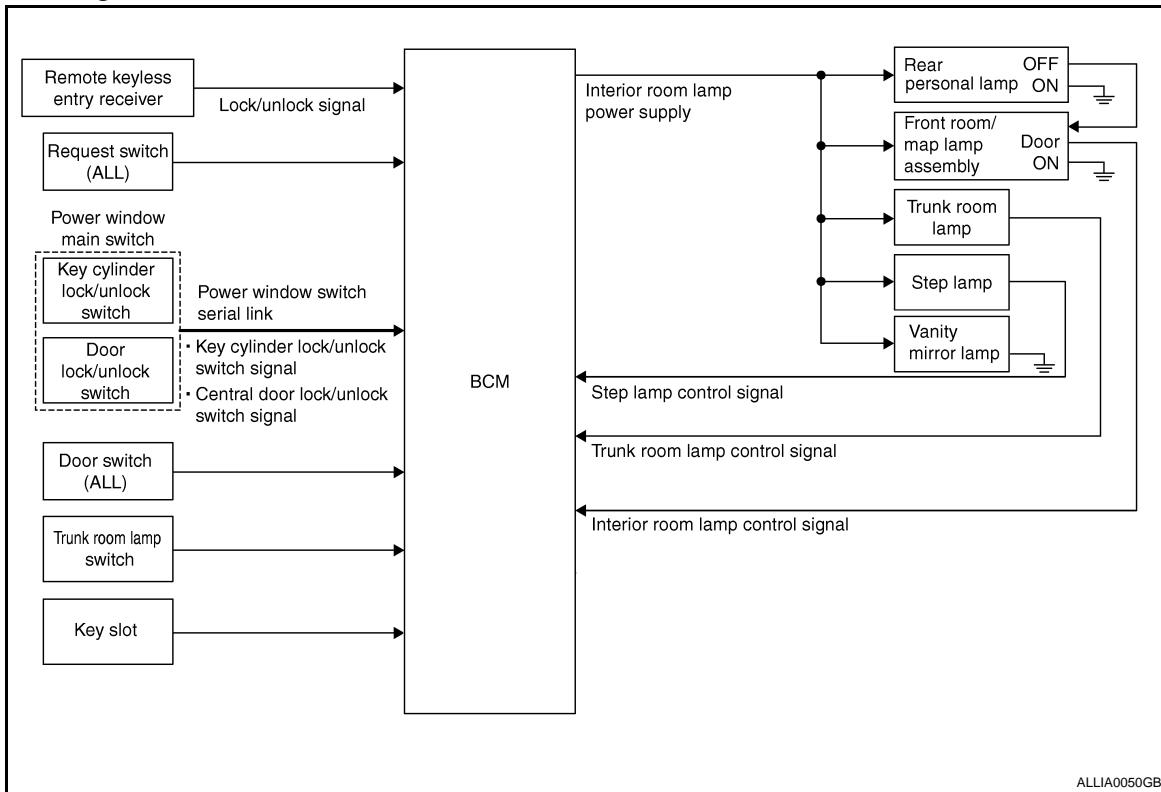 Remote keyless
entry receiver
Lock/unlock signal
Request switch
(ALL)
Power window
main switch
Key cylinder
lock/unlock
switch
Door
lock/unlock
switch
Power window switch
serial link
· Key cylinder lock/unlock
switch signal
· Central door lock/unlock
switch signal
Door switch
(ALL)
Trunk room lamp
switch
Key slot
BCM
Interior room lamp
power supply
Rear OFF
personal lamp ON
Front room/
map lamp Door
assembly ON
Trunk room
lamp
Step lamp
Vanity
mirror lamp
Step lamp control signal
Trunk room lamp control signal
Interior room lamp control signal
ALLIA0050GB